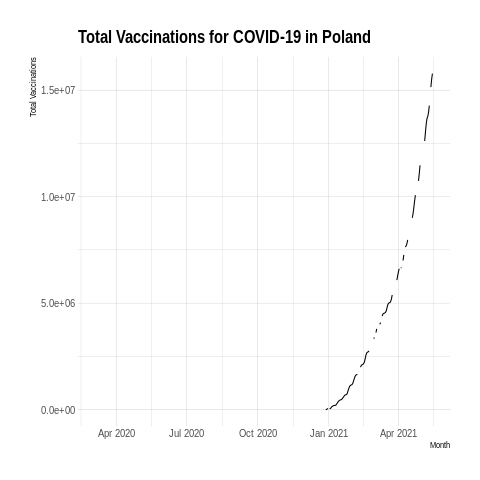 Total Vaccinations for COVID-19 in Poland
Total Vaccinations
1.5e+07
1.0e+07
5.0e+06
0.0e+00
Apr 2020 Jul 2020 Oct 2020 Jan 2021 Apr 2021
Month